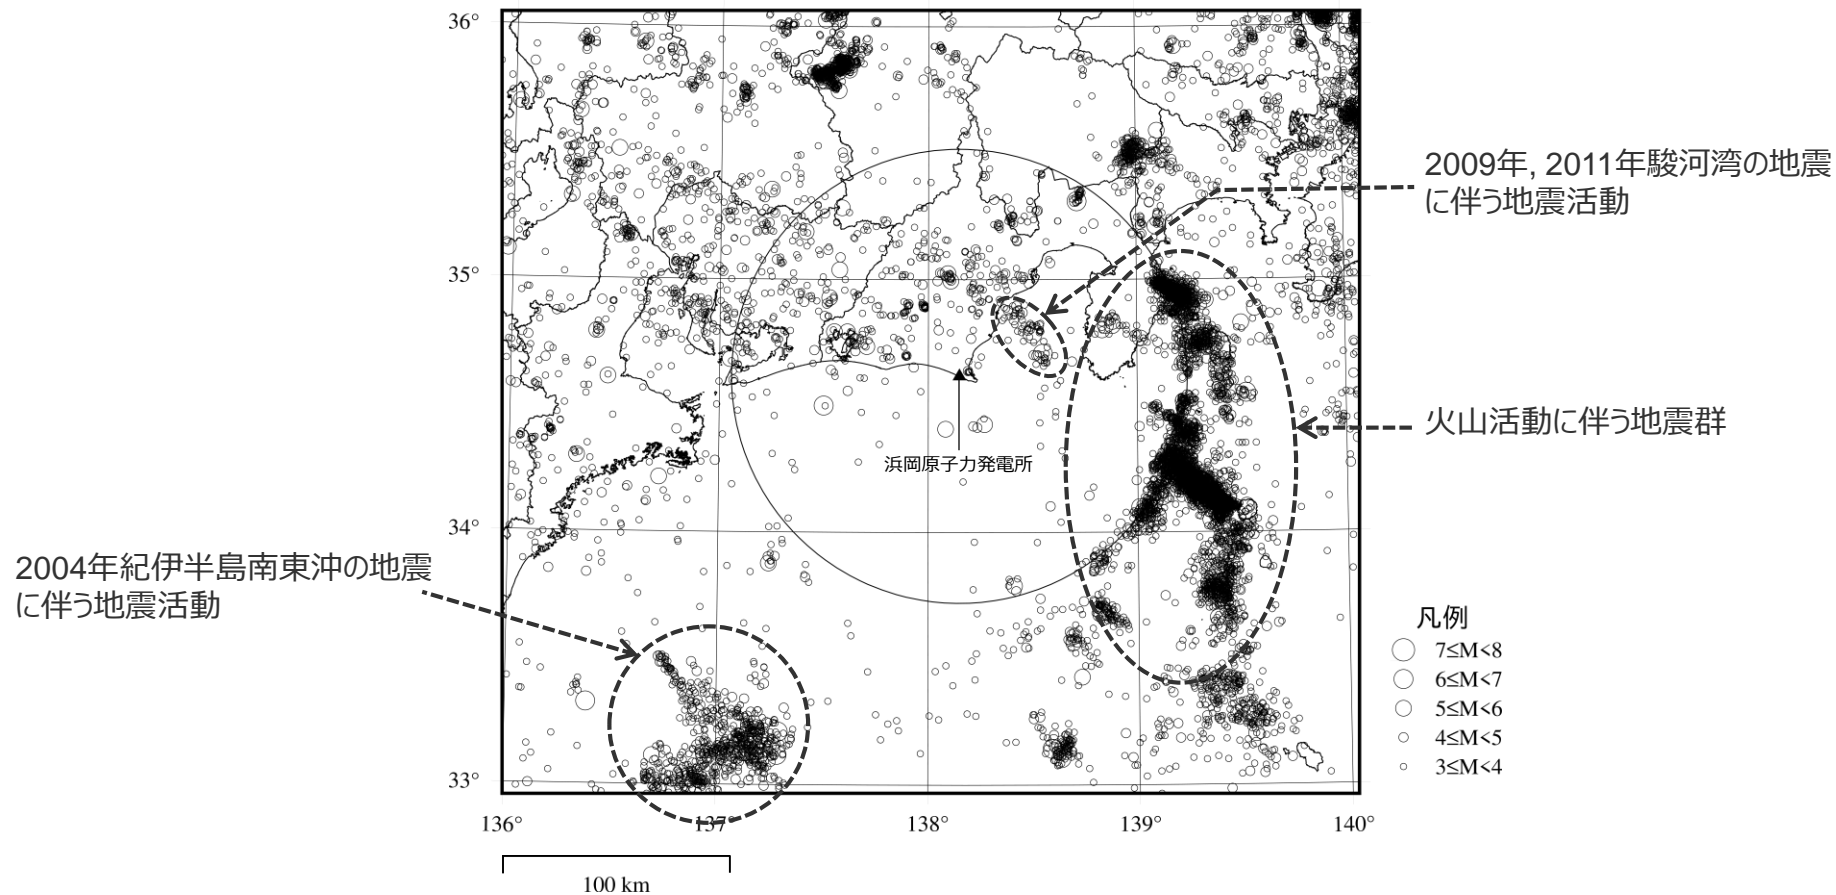 36°
35°
34°
33°
136°
137°
138°
139°
140°
100 km
浜岡原子力発電所
2009年, 2011年駿河湾の地震
に伴う地震活動
火山活動に伴う地震群
2004年紀伊半島南東沖の地震
に伴う地震活動
凡例
7≤M<8
6≤M<7
5≤M<6
4≤M<5
3≤M<4